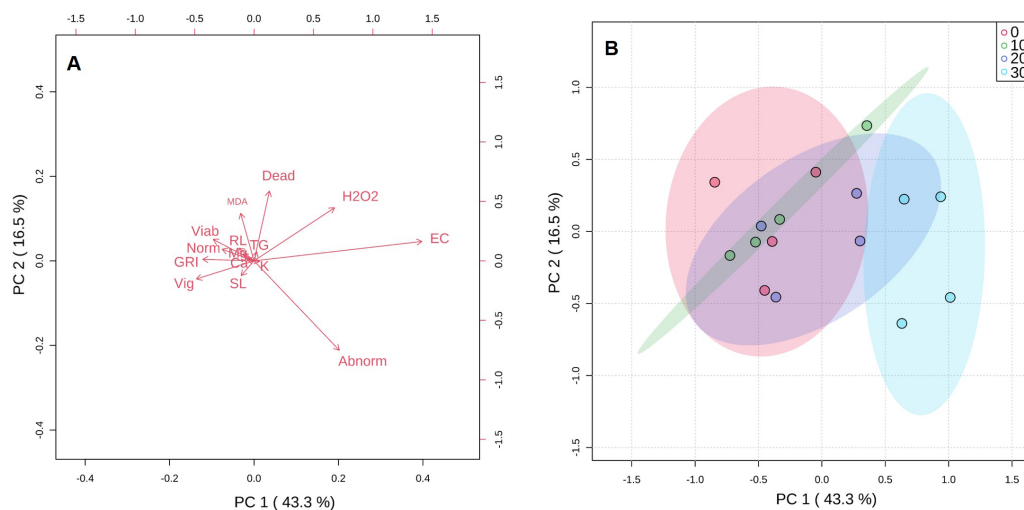 -1.5 -1.0 -0.5 0.0 0.5 1.0 1.5
A
0.4
0.2
0.0
-0.2
-0.4
PC 2 ( 16.5 %)
1.5
1.0
0.5
0.0
-0.5
-1.0
-1.5
Dead
MDA
H2O2
Viab
RL
TG
EC
Norm
GRI
Ca
K
Vig
SL
Abnorm
-0.4 -0.2 0.0 0.2 0.4
PC 1 ( 43.3 %)
B
0
10
20
30
1.0
0.5
0.0
-0.5
-1.0
-1.5
PC 2 ( 16.5 %)
-1.5 -1.0 -0.5 0.0 0.5 1.0 1.5
PC 1 ( 43.3 %)